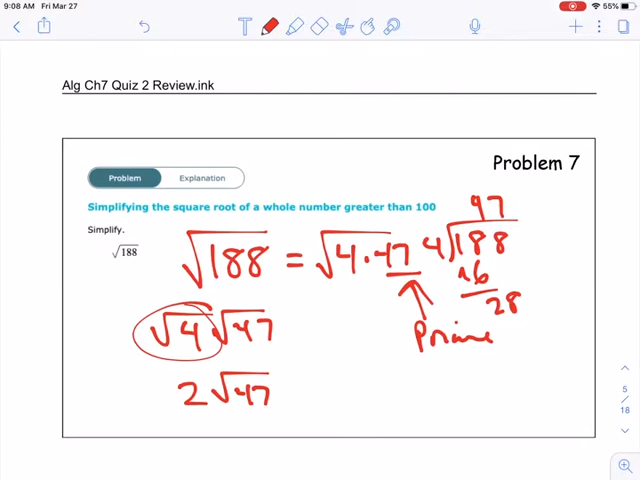 9:08 AM Fri Mar 27
55%
T
Alg Ch7 Quiz 2 Review.ink
Problem 7
Problem Explanation
Simplifying the square root of a whole number greater than 100
Simplify.
√188
√188 = √4·47
47
4)188
16
28
Prime
√4 √47
2√47
5
/
18